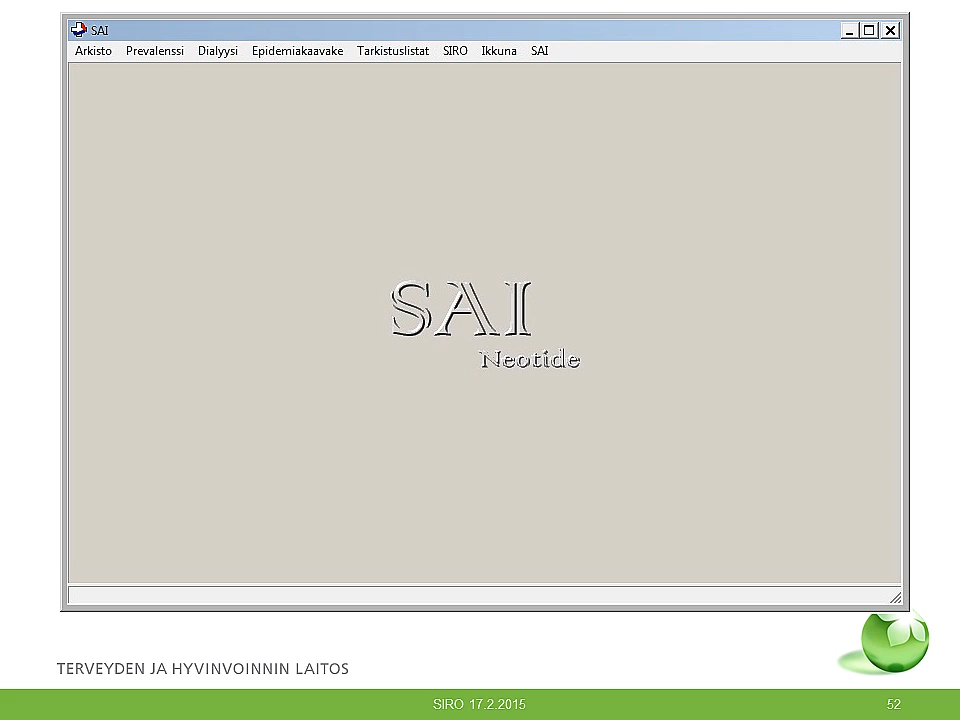 SAI
Arkisto Prevalenssi Dialyysi Epidemiakaavake Tarkistuslistat SIRO Ikkuna SAI
SAI
Neotide
TERVEYDEN JA HYVINVOINNIN LAITOS
SIRO 17.2.2015 52